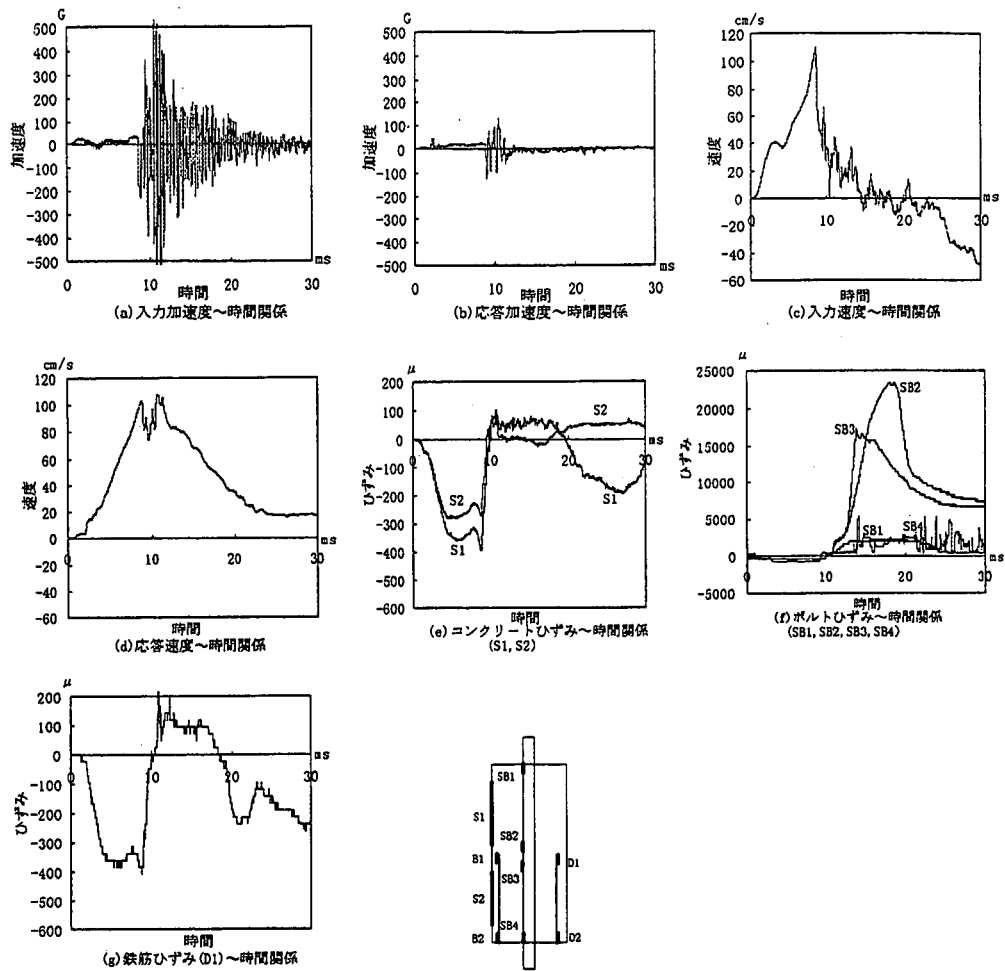 G
500
400
300
200
100
0
-100
-200
-300
-400
-500
加速度
0
10
20
30
ms
時間
(a)入力加速度~時間関係
G
500
400
300
200
100
0
-100
-200
-300
-400
-500
加速度
0
10
20
30
ms
時間
(b)応答加速度~時間関係
cm/s
120
100
80
60
40
20
0
-20
-40
-60
速度
0
10
20
30
ms
時間
(c)入力速度~時間関係
cm/s
120
100
80
60
40
20
0
-20
-40
-60
速度
0
10
20
30
ms
時間
(d)応答速度~時間関係
μ
200
100
0
-100
-200
-300
-400
-500
-600
ひずみ
S2
S1
S2
S1
0
10
20
30
ms
時間
(e)コンクリートひずみ~時間関係
(S1,S2)
μ
25000
20000
15000
10000
5000
0
-5000
ひずみ
SB2
SB3
SB1
SB4
0
10
20
30
ms
時間
(f)ボルトひずみ~時間関係
(SB1,SB2,SB3,SB4)
μ
200
100
0
-100
-200
-300
-400
-500
-600
ひずみ
0
10
20
30
ms
時間
(g)鉄筋ひずみ(D1)~時間関係
SB1
S1
SB2
B1
D1
SB3
S2
SB4
B2
D2